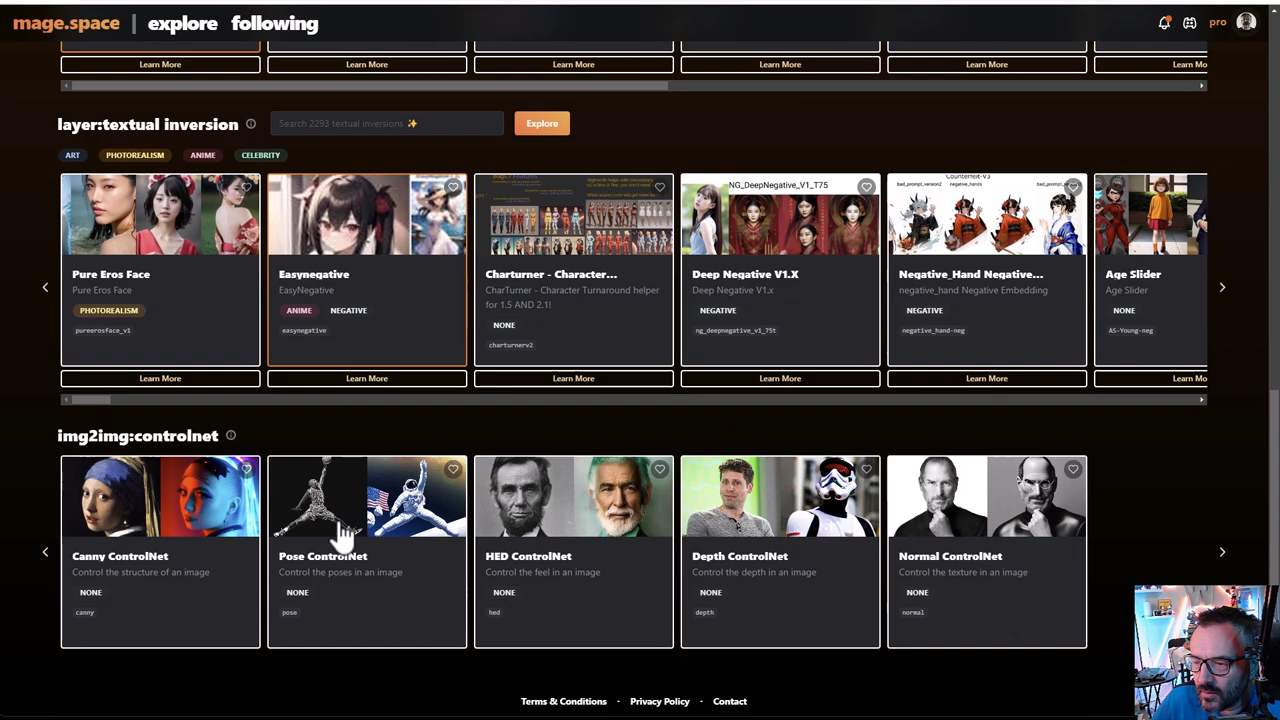 mage.space | explore following
pro
Learn More Learn More Learn More Learn More Learn More Learn Mo
layer:textual inversion
Search 2293 textual inversions ✨
Explore
ART PHOTOREALISM ANIME CELEBRITY
NG_DeepNegative_V1_T75
Counterfeit-V3
bad_prompt_version2 negative_hands
bad_pro
Pure Eros Face
Pure Eros Face
PHOTOREALISM
pureerosface_v1
Easynegative
EasyNegative
ANIME NEGATIVE
easynegative
Charturner - Character...
CharTurner - Character Turnaround helper
for 1.5 AND 2.1!
NONE
charturnerv2
Deep Negative V1.X
Deep Negative V1.x
NEGATIVE
ng_deepnegative_v1_75t
Negative_Hand Negative...
negative_hand Negative Embedding
NEGATIVE
negative_hand-neg
Age Slider
Age Slider
NONE
AS-Young-neg
Learn More Learn More Learn More Learn More Learn More Learn Mo
img2img:controlnet
Canny ControlNet
Control the structure of an image
NONE
canny
Pose ControlNet
Control the poses in an image
NONE
pose
HED ControlNet
Control the feel in an image
NONE
hed
Depth ControlNet
Control the depth in an image
NONE
depth
Normal ControlNet
Control the texture in an image
NONE
normal
Terms & Conditions · Privacy Policy · Contact